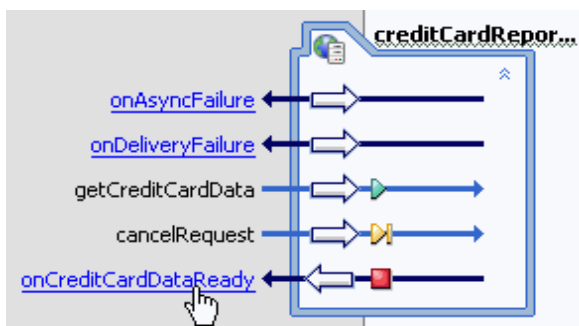 creditCardRepor...
onAsyncFailure
onDeliveryFailure
getCreditCardData
cancelRequest
onCreditCardDataReady